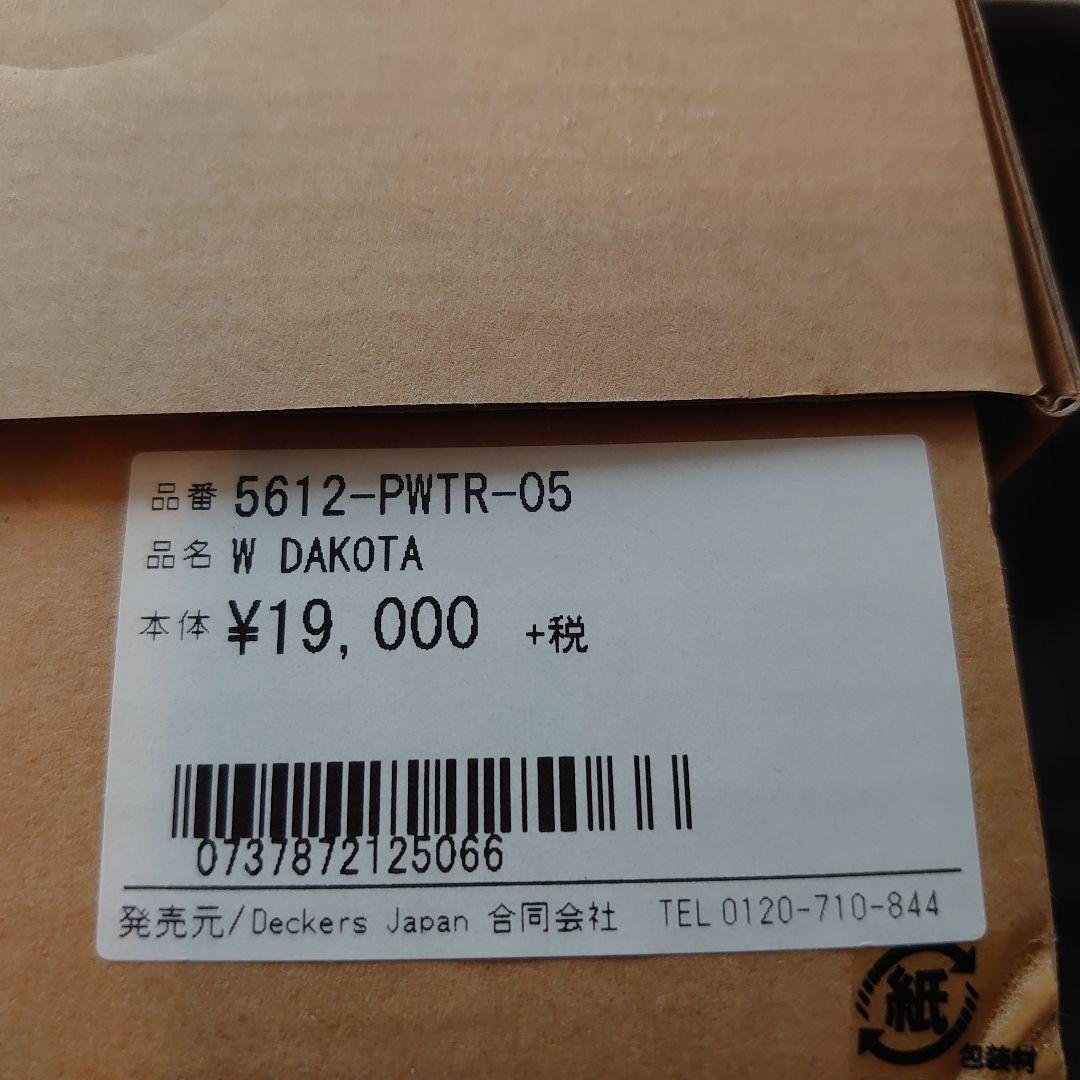 品番 5612-PWTR-05
品名 W DAKOTA
本体 ¥19,000 +税
0737872125066
発売元/Deckers Japan 合同会社 TEL 0120-710-844
紙
包装材